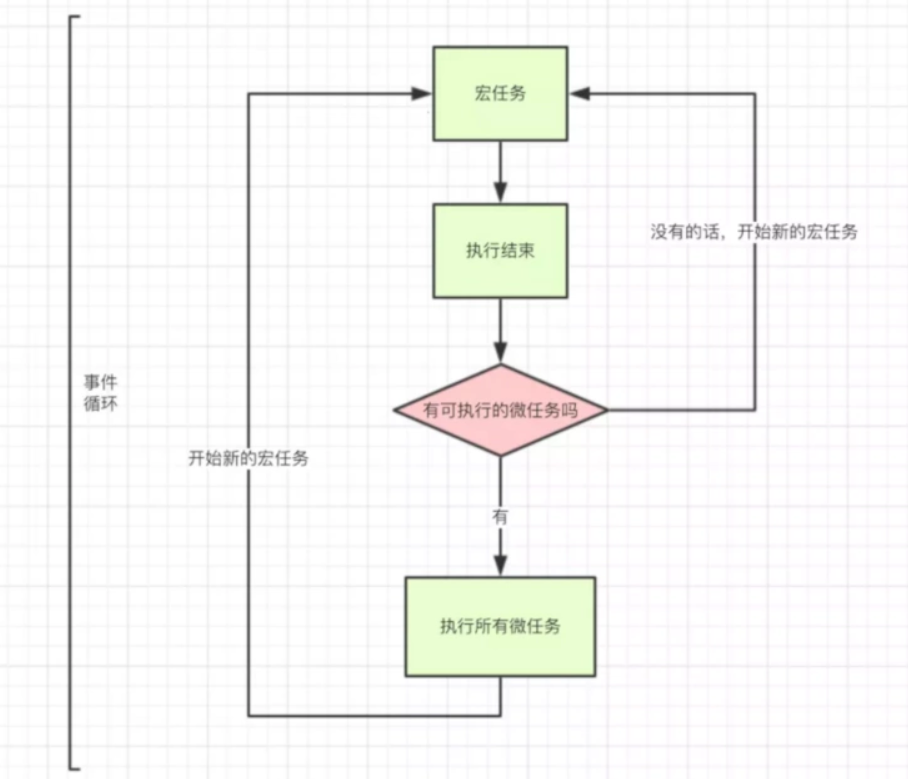 宏任务
没有的话，开始新的宏任务
执行结束
事件
循环
有可执行的微任务吗
开始新的宏任务
有
执行所有微任务